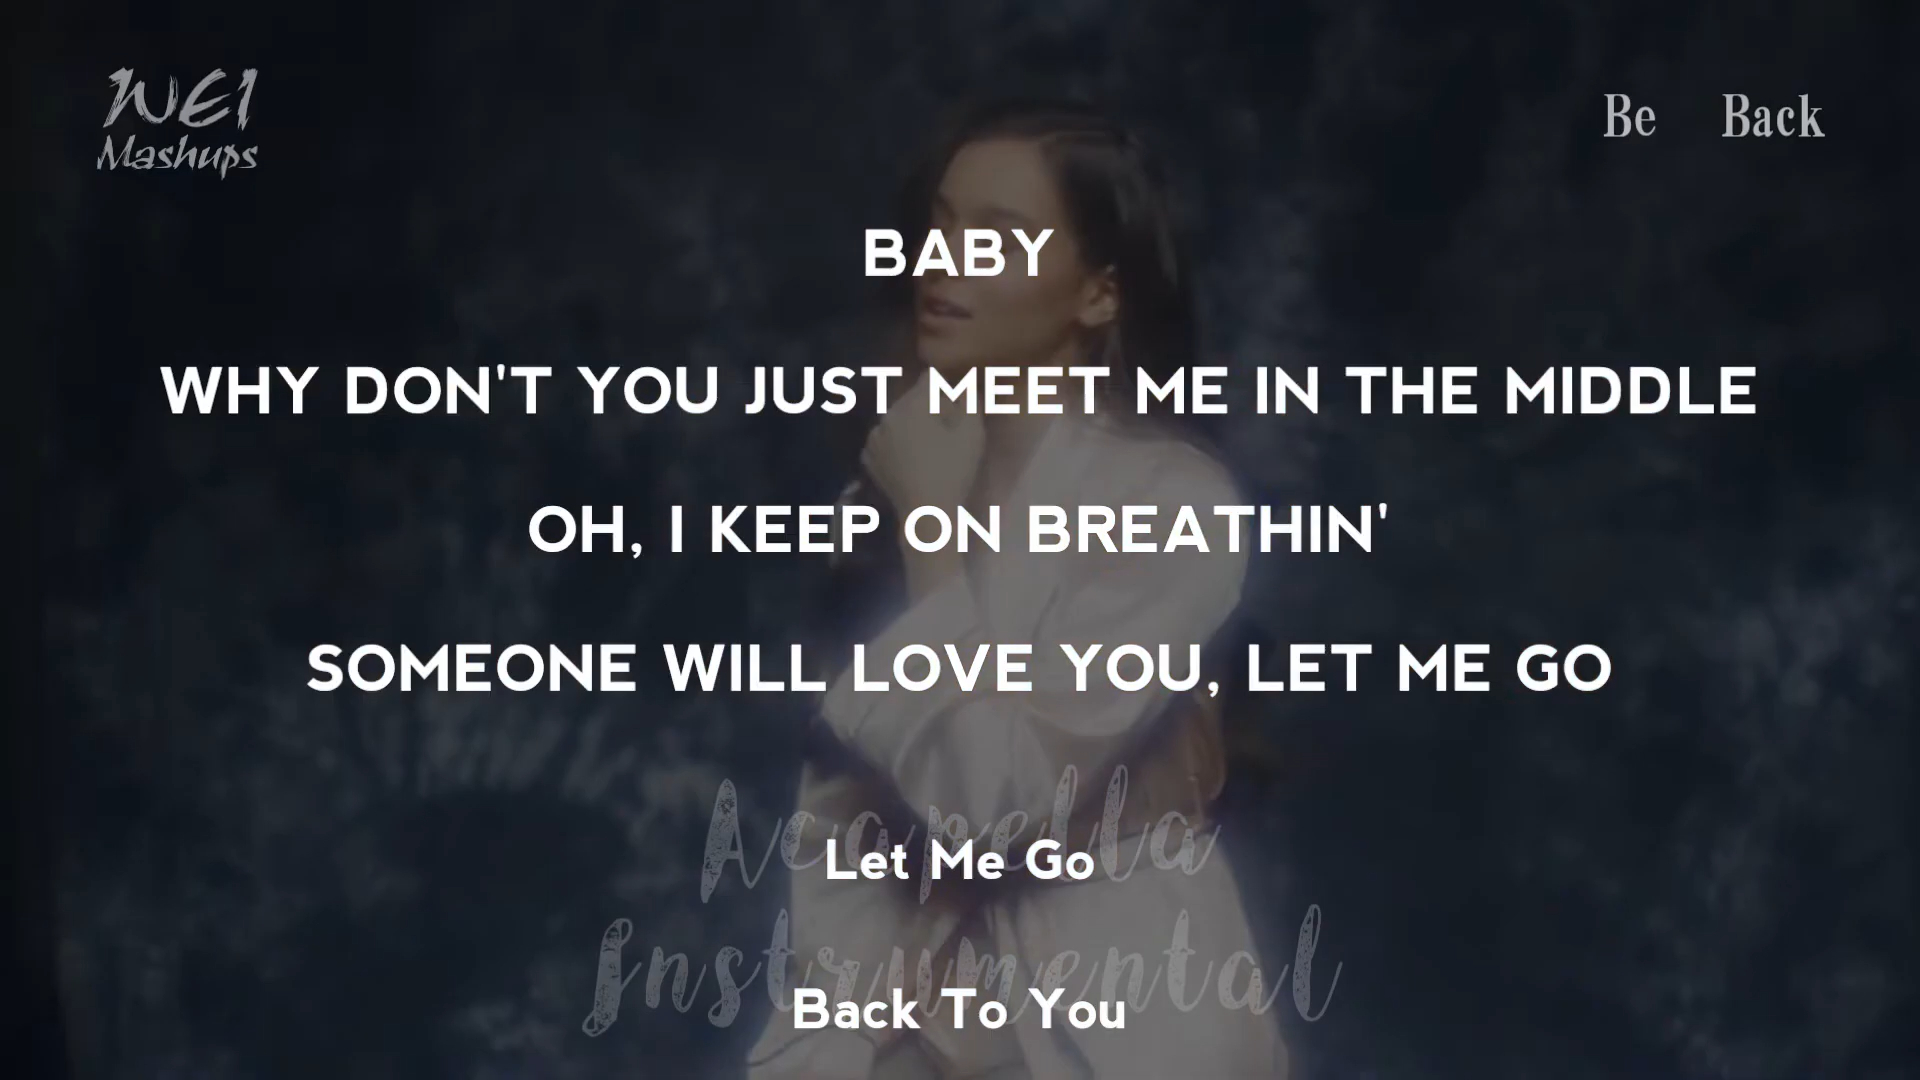 WEI
Mashups
Be Back
BABY
WHY DON'T YOU JUST MEET ME IN THE MIDDLE
OH, I KEEP ON BREATHIN'
SOMEONE WILL LOVE YOU, LET ME GO
Acapella
Let Me Go
Instrumental
Back To You